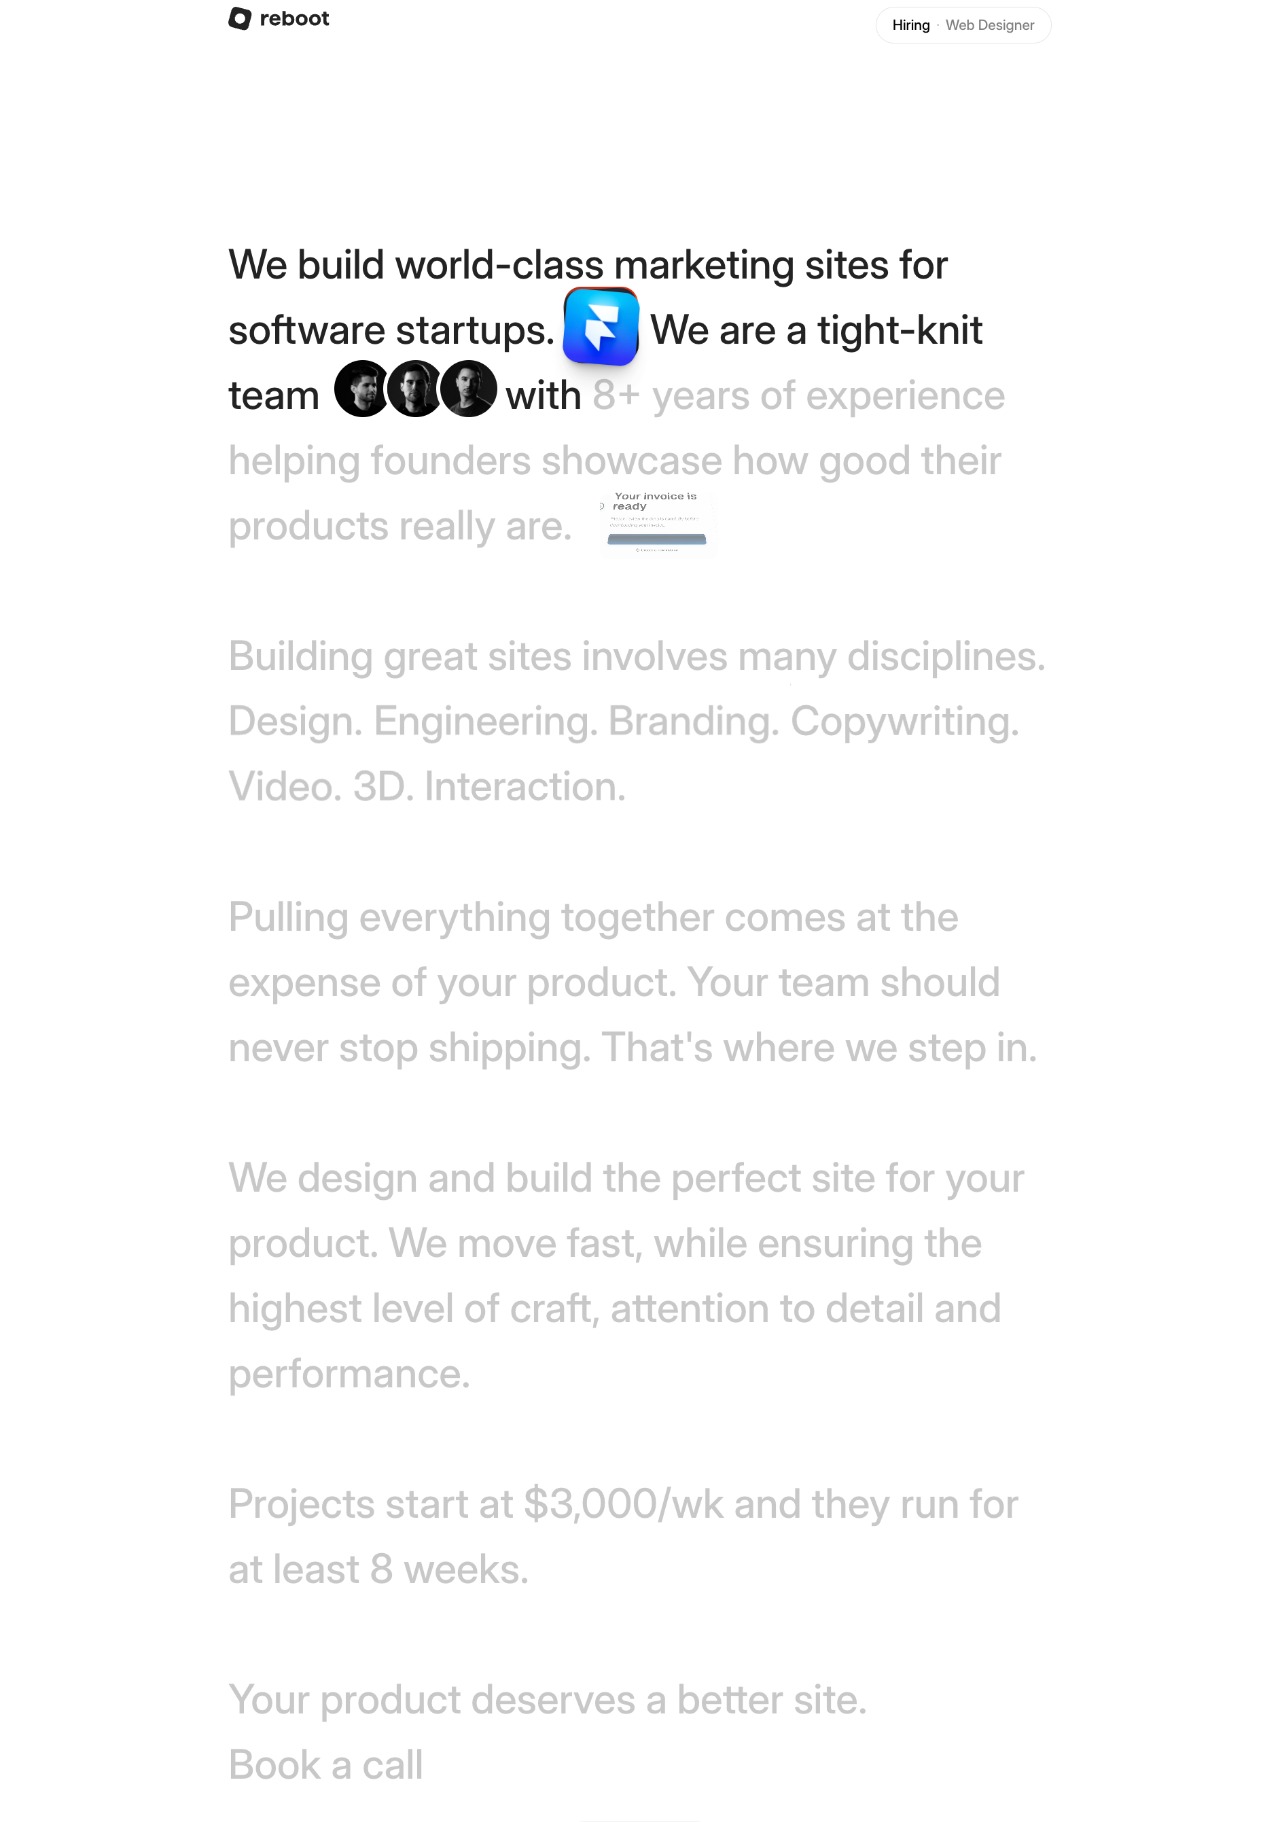 reboot
Hiring · Web Designer
We build world-class marketing sites for
software startups. We are a tight-knit
team with 8+ years of experience
helping founders showcase how good their
products really are.
Your invoice is
ready
Building great sites involves many disciplines.
Design. Engineering. Branding. Copywriting.
Video. 3D. Interaction.
Pulling everything together comes at the
expense of your product. Your team should
never stop shipping. That's where we step in.
We design and build the perfect site for your
product. We move fast, while ensuring the
highest level of craft, attention to detail and
performance.
Projects start at $3,000/wk and they run for
at least 8 weeks.
Your product deserves a better site.
Book a call